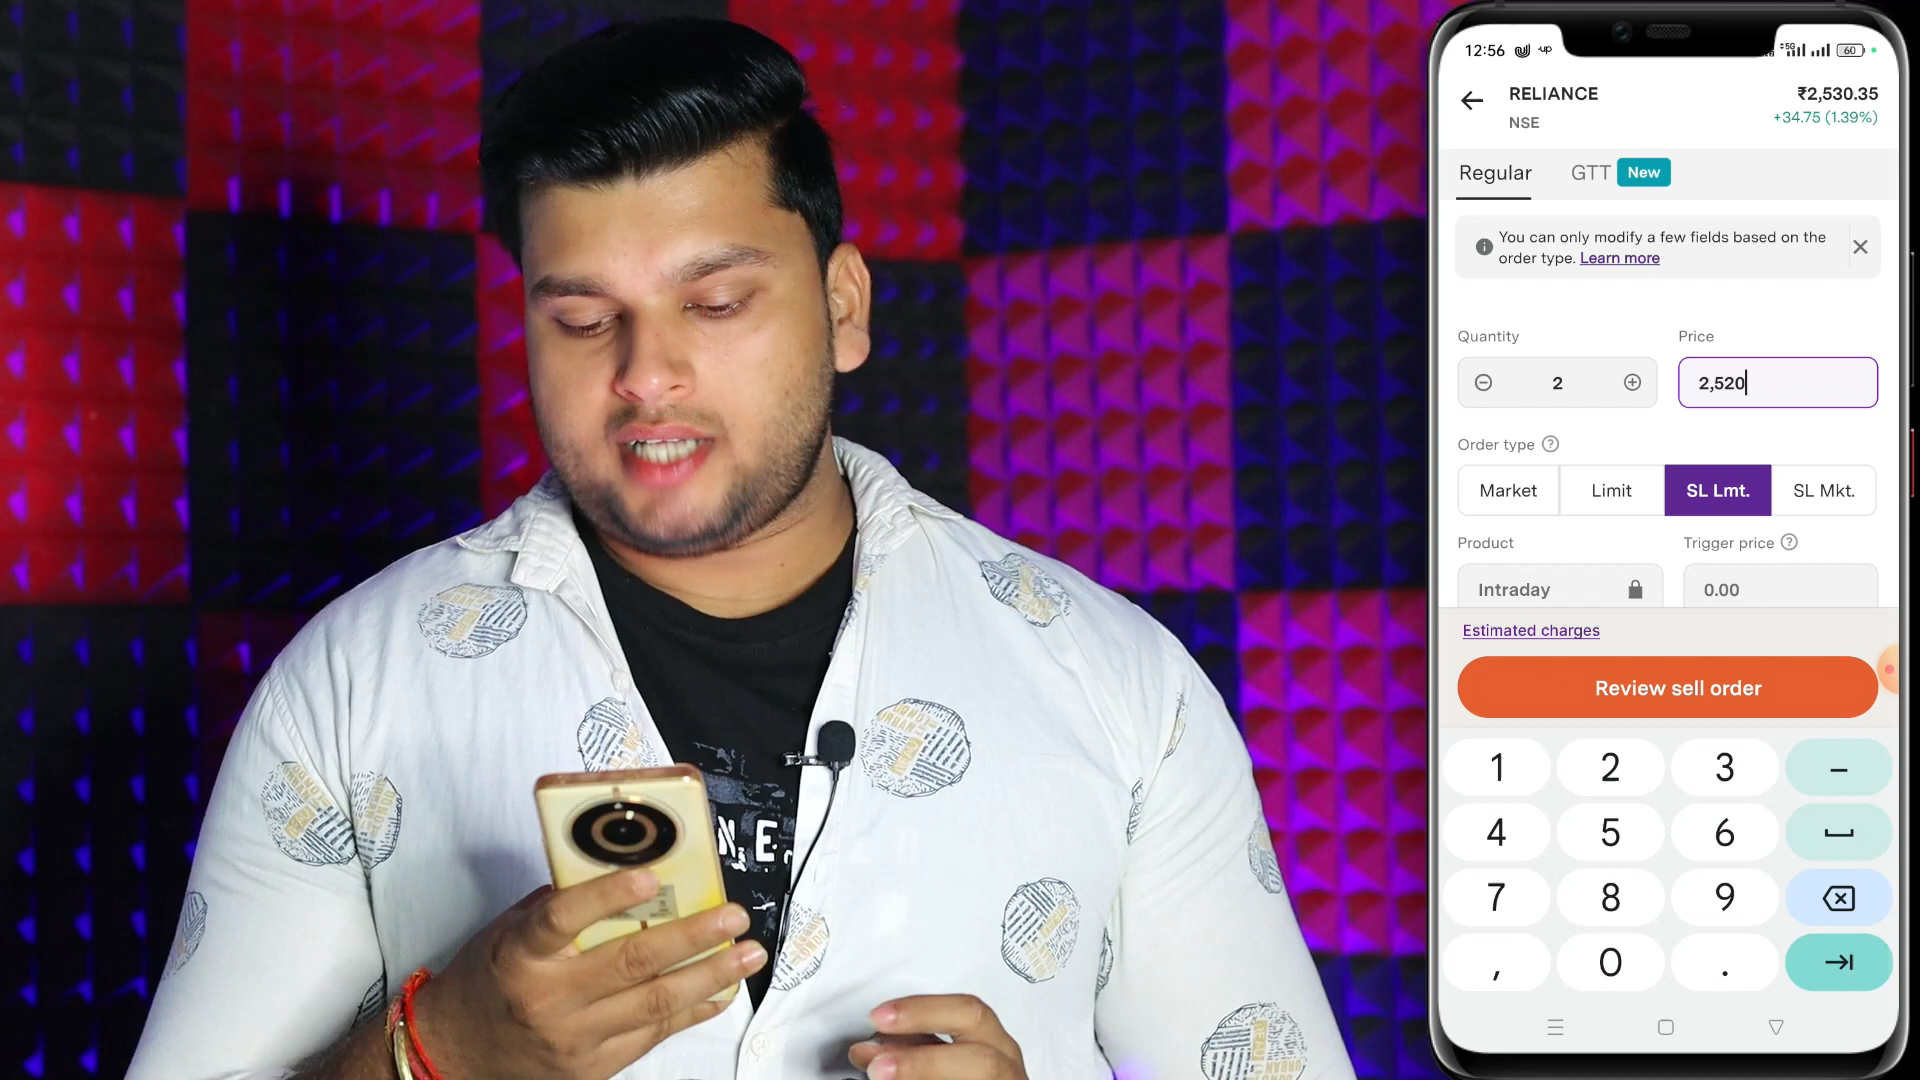 12:56
5G
60
RELIANCE
₹2,530.35
NSE
+34.75 (1.39%)
Regular
GTT
New
You can only modify a few fields based on the
order type. Learn more
Quantity
Price
2
2,520
Order type
Market
Limit
SL Lmt.
SL Mkt.
Product
Trigger price
Intraday
0.00
Estimated charges
Review sell order
1 2 3 –
4 5 6
7 8 9
, 0 .